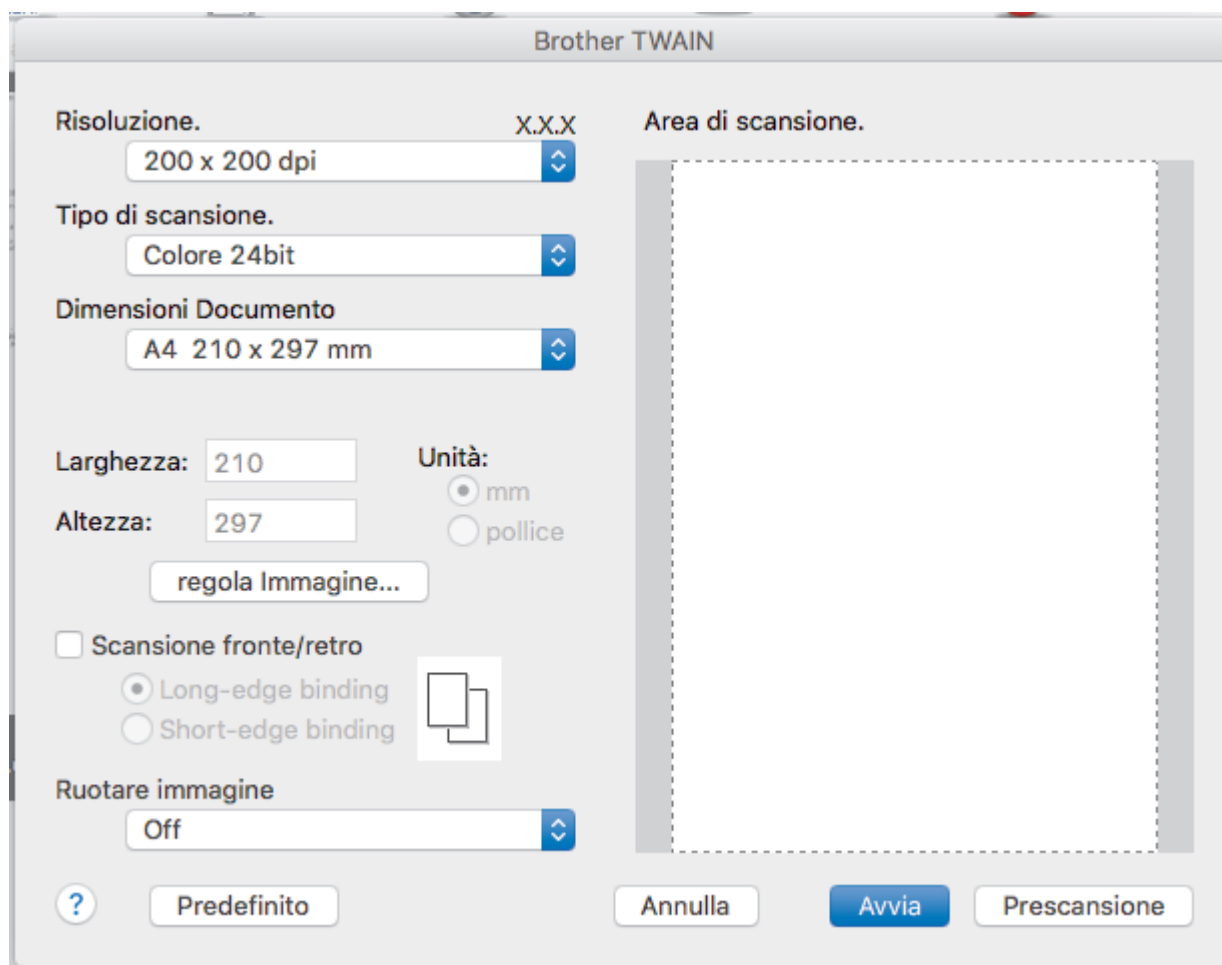 Brother TWAIN
Risoluzione.
X.X.X
200 x 200 dpi
Tipo di scansione.
Colore 24bit
Dimensioni Documento
A4 210 x 297 mm
Larghezza: 210
Unità:
mm
Altezza: 297
pollice
regola Immagine...
Scansione fronte/retro
Long-edge binding
Short-edge binding
Ruotare immagine
Off
Area di scansione.
?
Predefinito
Annulla
Avvia
Prescansione